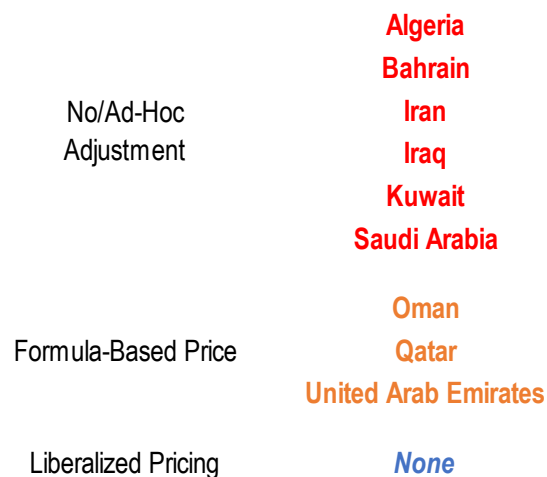 Algeria
Bahrain
No/Ad-Hoc Iran
Adjustment Iraq
Kuwait
Saudi Arabia
Oman
Formula-Based Price Qatar
United Arab Emirates
Liberalized Pricing None